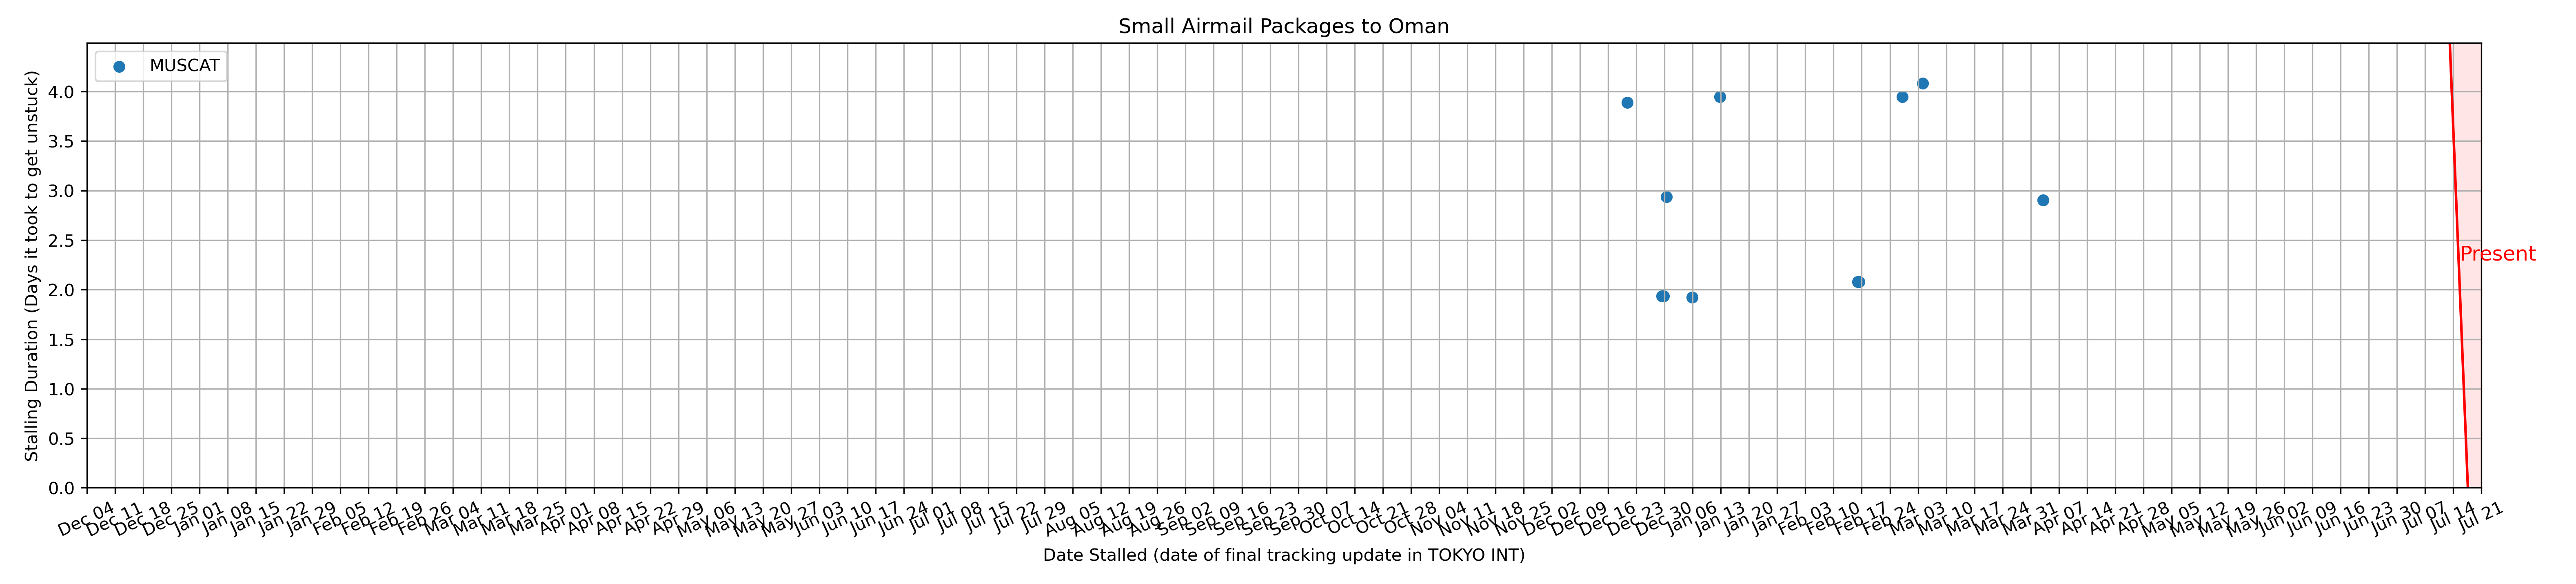 Small Airmail Packages to Oman
MUSCAT
Stalling Duration (Days it took to get unstuck)
4.0
3.5
3.0
2.5
2.0
1.5
1.0
0.5
0.0
Present
Dec 04
Dec 11
Dec 18
Dec 25
Jan 01
Jan 08
Jan 15
Jan 22
Jan 29
Feb 05
Feb 12
Feb 19
Feb 26
Mar 04
Mar 11
Mar 18
Mar 25
Apr 01
Apr 08
Apr 15
Apr 22
Apr 29
May 06
May 13
May 20
May 27
Jun 03
Jun 10
Jun 17
Jun 24
Jul 01
Jul 08
Jul 15
Jul 22
Jul 29
Aug 05
Aug 12
Aug 19
Aug 26
Sep 02
Sep 09
Sep 16
Sep 23
Sep 30
Oct 07
Oct 14
Oct 21
Oct 28
Nov 04
Nov 11
Nov 18
Nov 25
Dec 02
Dec 09
Dec 16
Dec 23
Dec 30
Jan 06
Jan 13
Jan 20
Jan 27
Feb 03
Feb 10
Feb 17
Feb 24
Mar 03
Mar 10
Mar 17
Mar 24
Mar 31
Apr 07
Apr 14
Apr 21
Apr 28
May 05
May 12
May 19
May 26
Jun 02
Jun 09
Jun 16
Jun 23
Jun 30
Jul 07
Jul 14
Jul 21
Date Stalled (date of final tracking update in TOKYO INT)